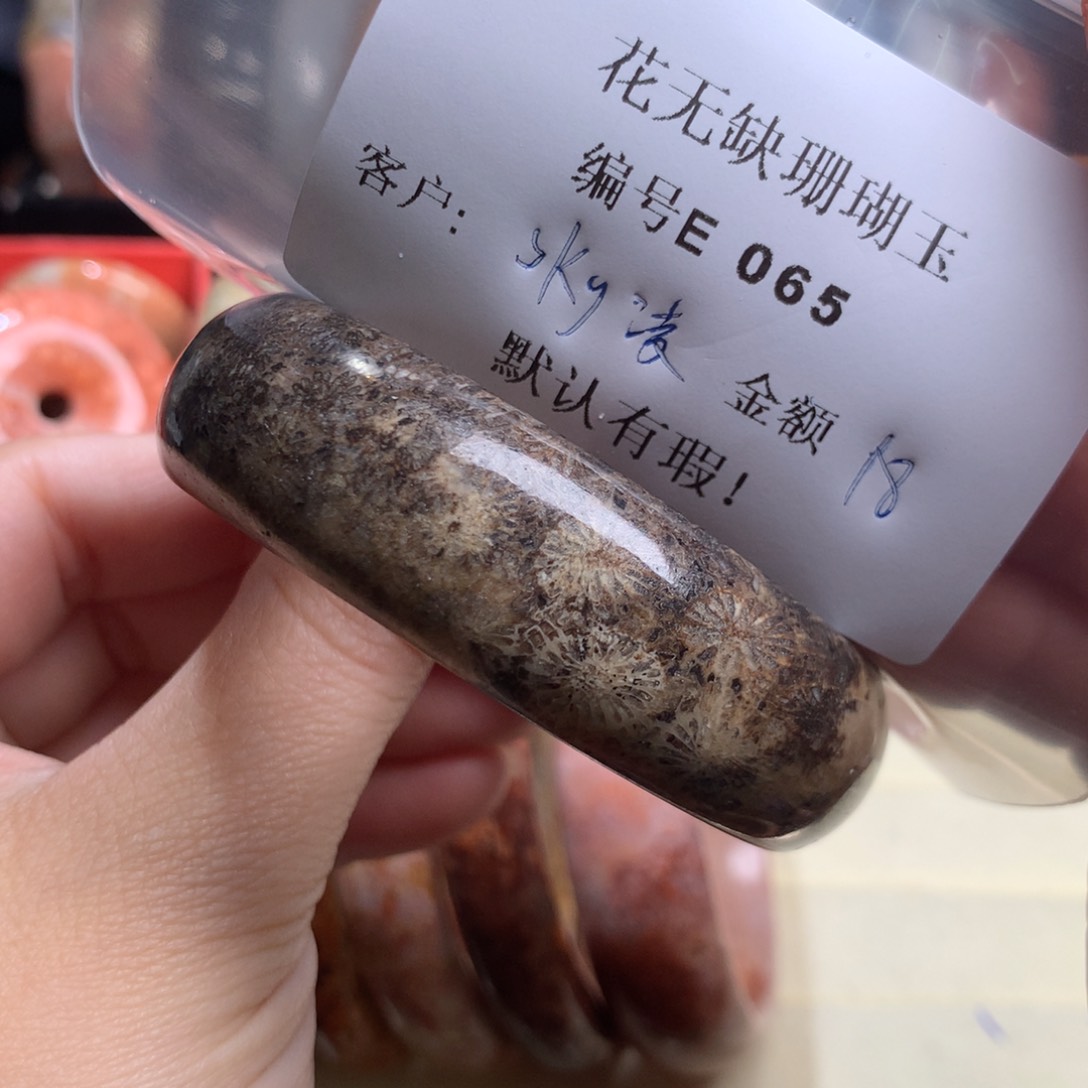 花无缺珊瑚玉
编号E 065
客户: sky凌
金额 18
默认有瑕!